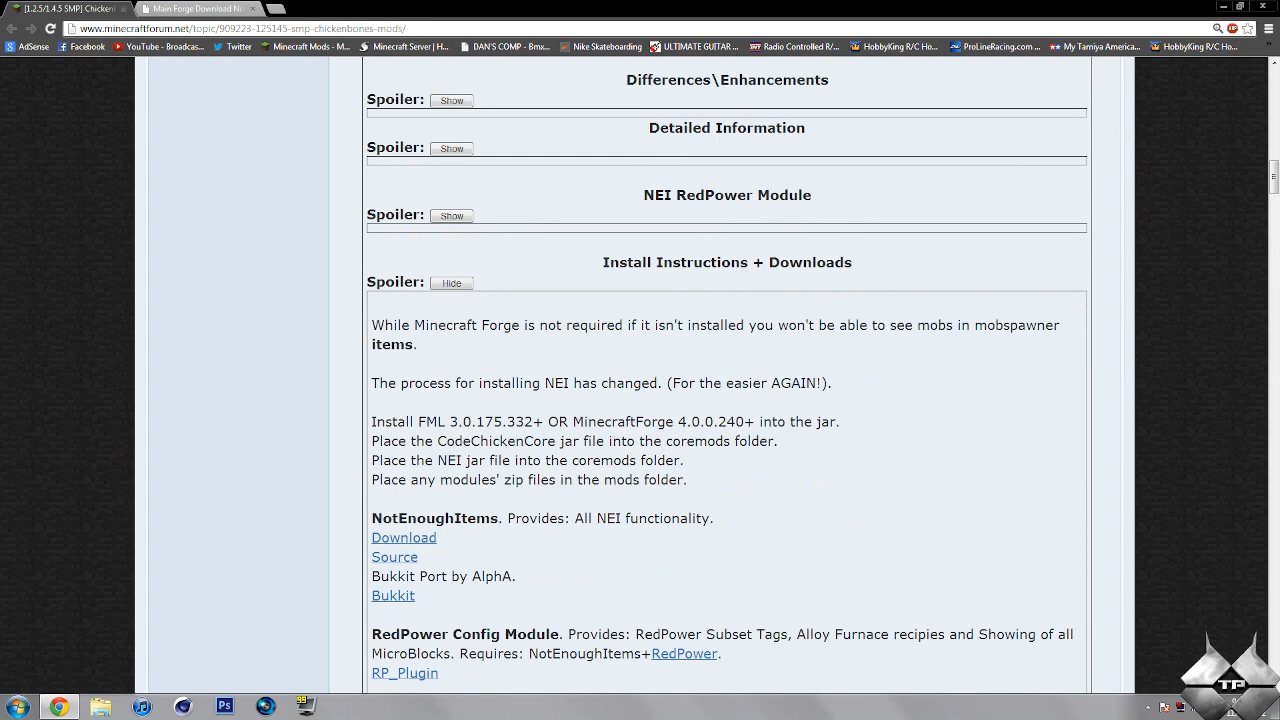 [1.2.5/1.4.5 SMP] Chickenl
Main Forge Download No
www.minecraftforum.net/topic/909223-125145-smp-chickenbones-mods/
AdSense
Facebook
YouTube - Broadcas...
Twitter
Minecraft Mods - M...
Minecraft Server | H...
DAN'S COMP - Bmx...
Nike Skateboarding
ULTIMATE GUITAR ...
Radio Controlled R/...
HobbyKing R/C Ho...
ProLineRacing.com ...
My Tamiya America...
HobbyKing R/C Ho...
Differences\Enhancements
Spoiler: Show
Detailed Information
Spoiler: Show
NEI RedPower Module
Spoiler: Show
Install Instructions + Downloads
Spoiler: Hide
While Minecraft Forge is not required if it isn't installed you won't be able to see mobs in mobspawner
items.
The process for installing NEI has changed. (For the easier AGAIN!).
Install FML 3.0.175.332+ OR MinecraftForge 4.0.0.240+ into the jar.
Place the CodeChickenCore jar file into the coremods folder.
Place the NEI jar file into the coremods folder.
Place any modules' zip files in the mods folder.
NotEnoughItems. Provides: All NEI functionality.
Download
Source
Bukkit Port by AlphA.
Bukkit
RedPower Config Module. Provides: RedPower Subset Tags, Alloy Furnace recipies and Showing of all
MicroBlocks. Requires: NotEnoughItems+RedPower.
RP_Plugin
TP
Ps
99